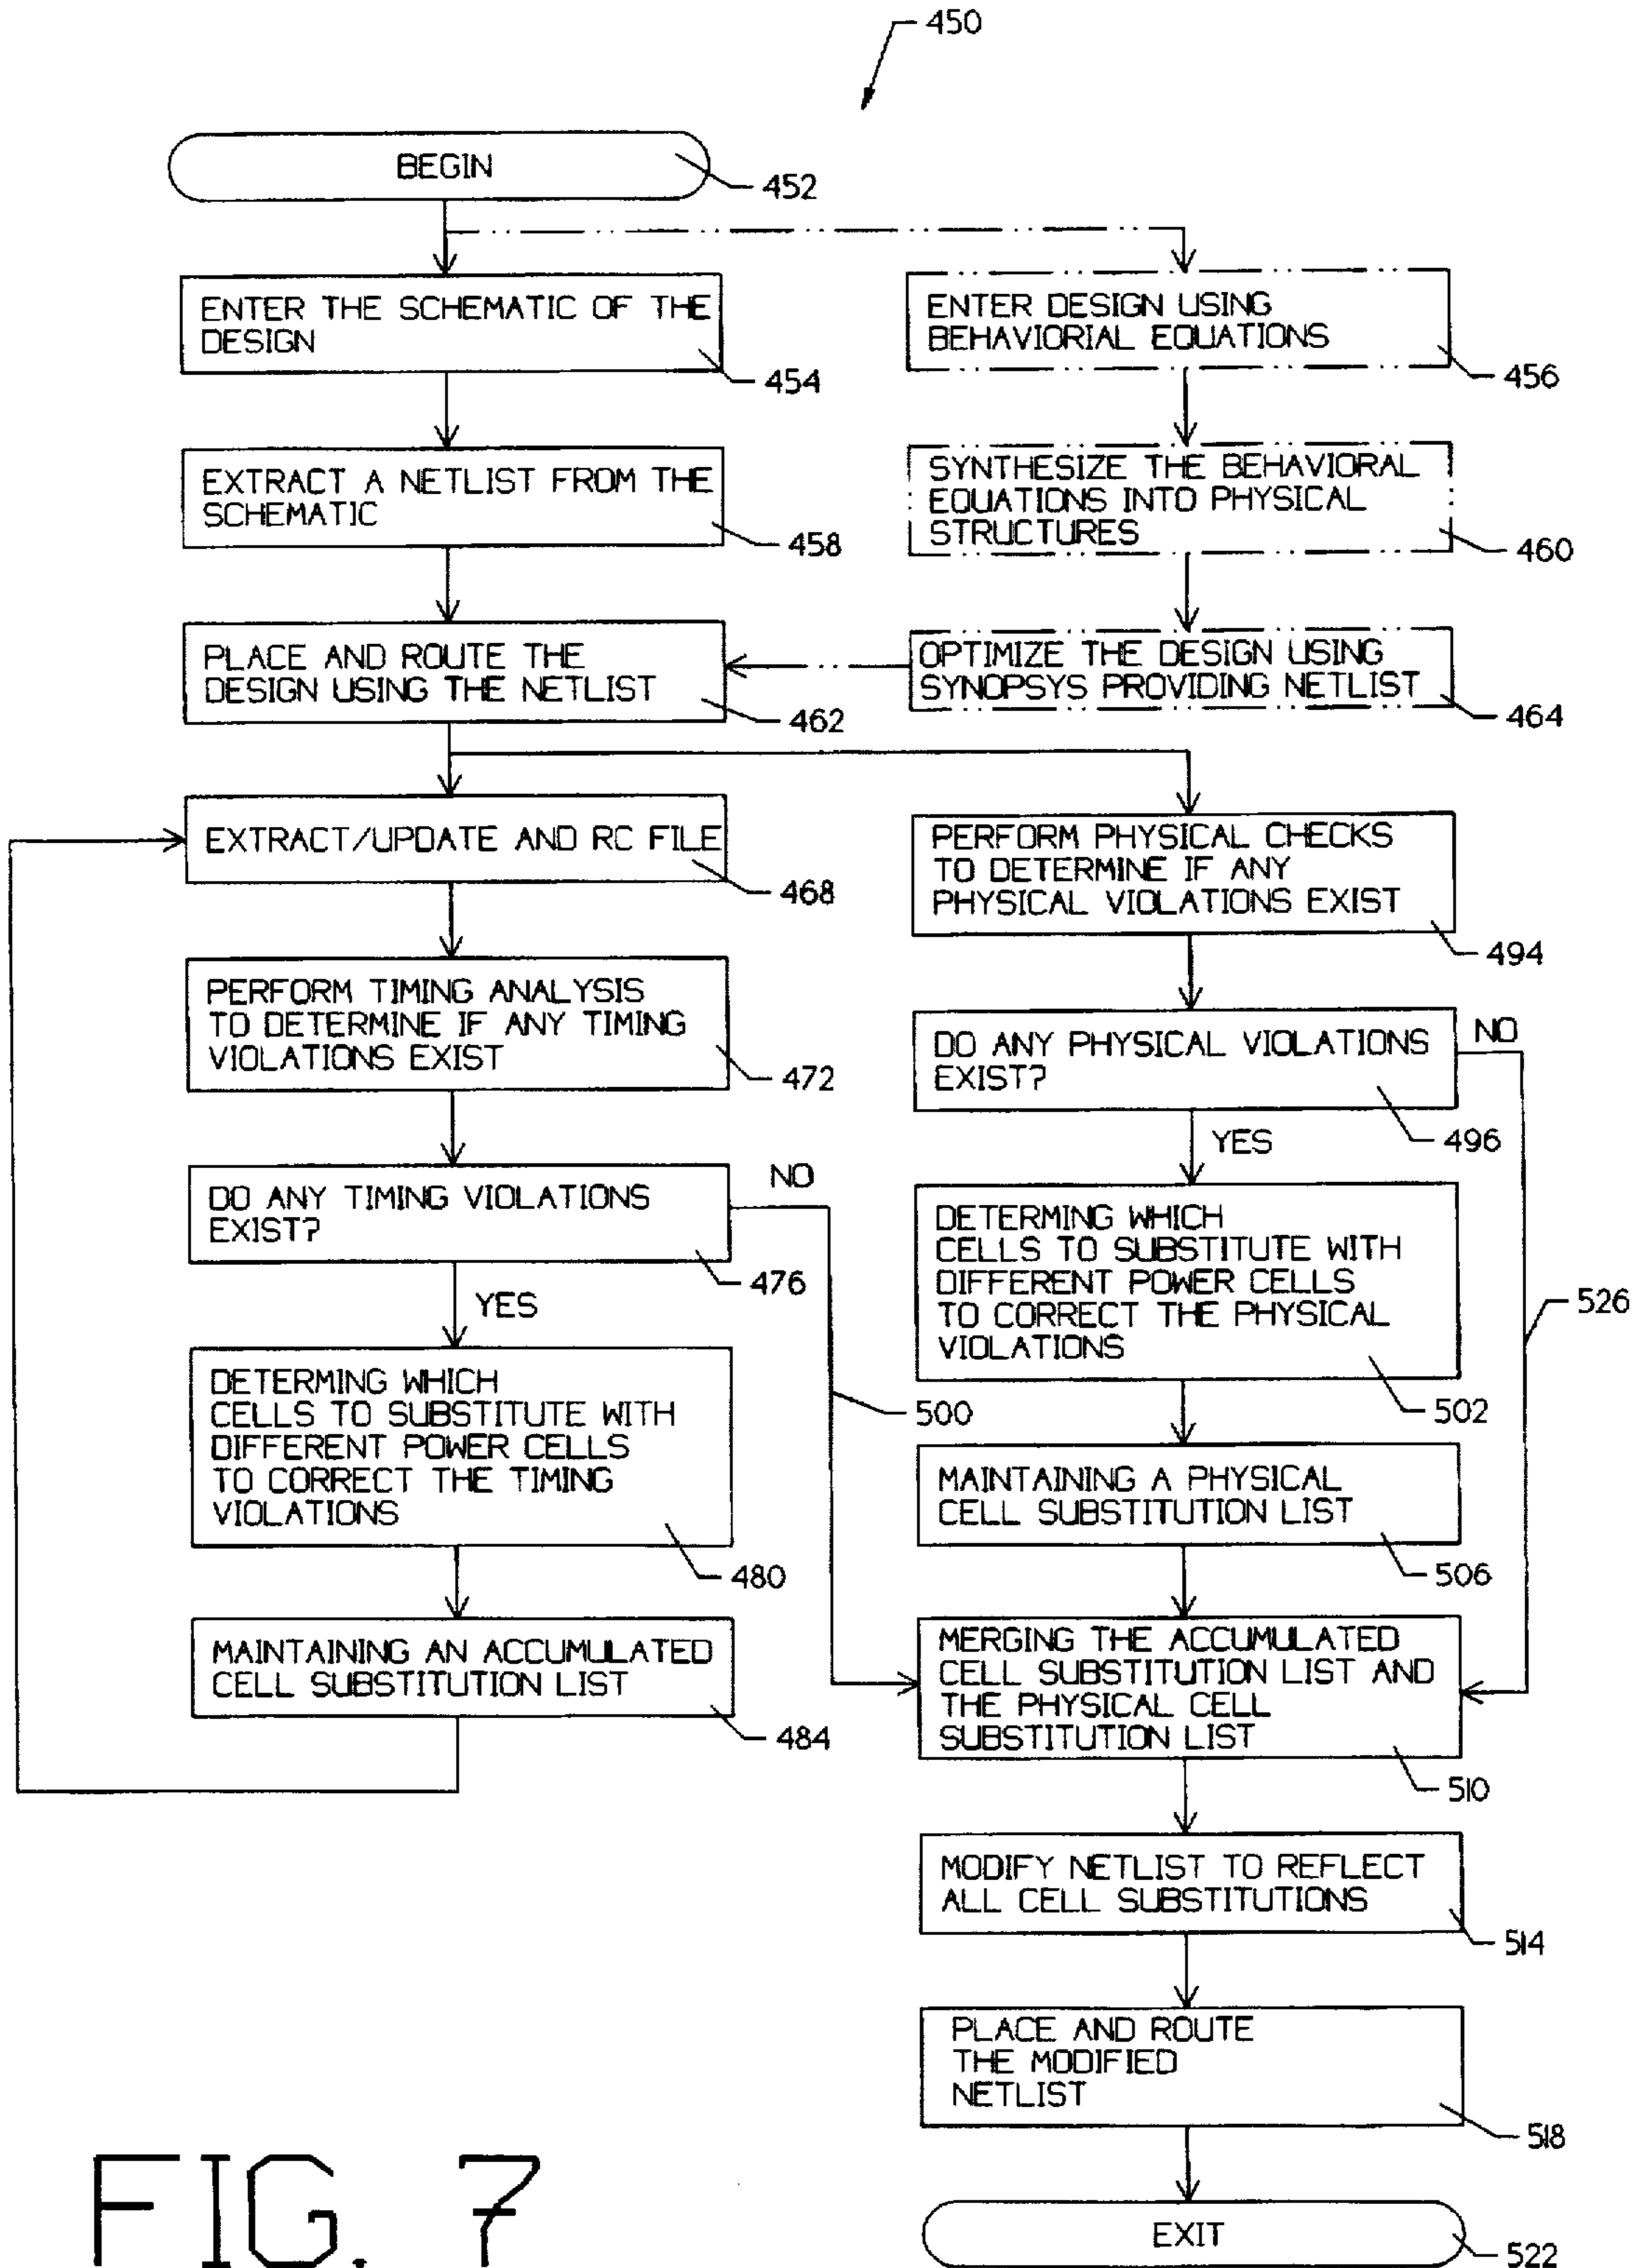 450
BEGIN
452
ENTER THE SCHEMATIC OF THE
DESIGN
454
ENTER DESIGN USING
BEHAVIORIAL EQUATIONS
456
EXTRACT A NETLIST FROM THE
SCHEMATIC
458
SYNTHESIZE THE BEHAVIORAL
EQUATIONS INTO PHYSICAL
STRUCTURES
460
PLACE AND ROUTE THE
DESIGN USING THE NETLIST
462
OPTIMIZE THE DESIGN USING
SYNOPSYS PROVIDING NETLIST
464
EXTRACT/UPDATE AND RC FILE
468
PERFORM TIMING ANALYSIS
TO DETERMINE IF ANY TIMING
VIOLATIONS EXIST
472
DO ANY TIMING VIOLATIONS
EXIST?
476
NO
YES
500
DETERMING WHICH
CELLS TO SUBSTITUTE WITH
DIFFERENT POWER CELLS
TO CORRECT THE TIMING
VIOLATIONS
480
MAINTAINING AN ACCUMULATED
CELL SUBSTITUTION LIST
484
PERFORM PHYSICAL CHECKS
TO DETERMINE IF ANY
PHYSICAL VIOLATIONS EXIST
494
DO ANY PHYSICAL VIOLATIONS
EXIST?
496
NO
YES
526
DETERMING WHICH
CELLS TO SUBSTITUTE WITH
DIFFERENT POWER CELLS
TO CORRECT THE PHYSICAL
VIOLATIONS
502
MAINTAINING A PHYSICAL
CELL SUBSTITUTION LIST
506
MERGING THE ACCUMULATED
CELL SUBSTITUTION LIST AND
THE PHYSICAL CELL
SUBSTITUTION LIST
510
MODIFY NETLIST TO REFLECT
ALL CELL SUBSTITUTIONS
514
PLACE AND ROUTE
THE MODIFIED
NETLIST
518
EXIT
522
FIG. 7